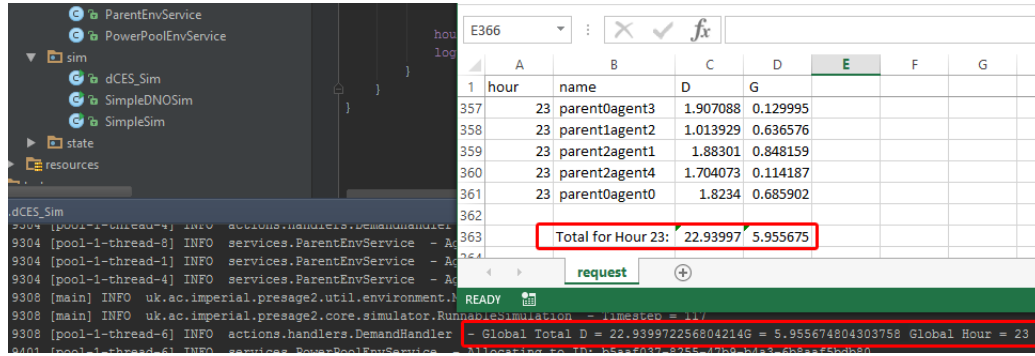 ParentEnvService
PowerPoolEnvService
sim
dCES_Sim
SimpleDNOSim
SimpleSim
state
resources
hou
log
}
}
}
E366
fx
A B C D E F G
1 hour name D G
357 23 parent0agent3 1.907088 0.129995
358 23 parent1agent2 1.013929 0.636576
359 23 parent2agent1 1.88301 0.848159
360 23 parent2agent4 1.704073 0.114187
361 23 parent0agent0 1.8234 0.685902
362
363 Total for Hour 23: 22.93997 5.955675
request
READY
.dCES_Sim
9304 [pool-1-thread-4] INFO actions.handlers.DemandHandler
9304 [pool-1-thread-8] INFO services.ParentEnvService - Ag
9304 [pool-1-thread-1] INFO services.ParentEnvService - Ag
9304 [pool-1-thread-4] INFO services.ParentEnvService - Ag
9308 [main] INFO uk.ac.imperial.presage2.util.environment.
9308 [main] INFO uk.ac.imperial.presage2.core.simulator.RunnableSimulation - Timestep = 117
9308 [pool-1-thread-6] INFO actions.handlers.DemandHandler - Global Total D = 22.939972256804214G = 5.955674804303758 Global Hour = 23
9401 [pool-1-thread-6] INFO services.PowerPoolEnvService - Allocating to ID: